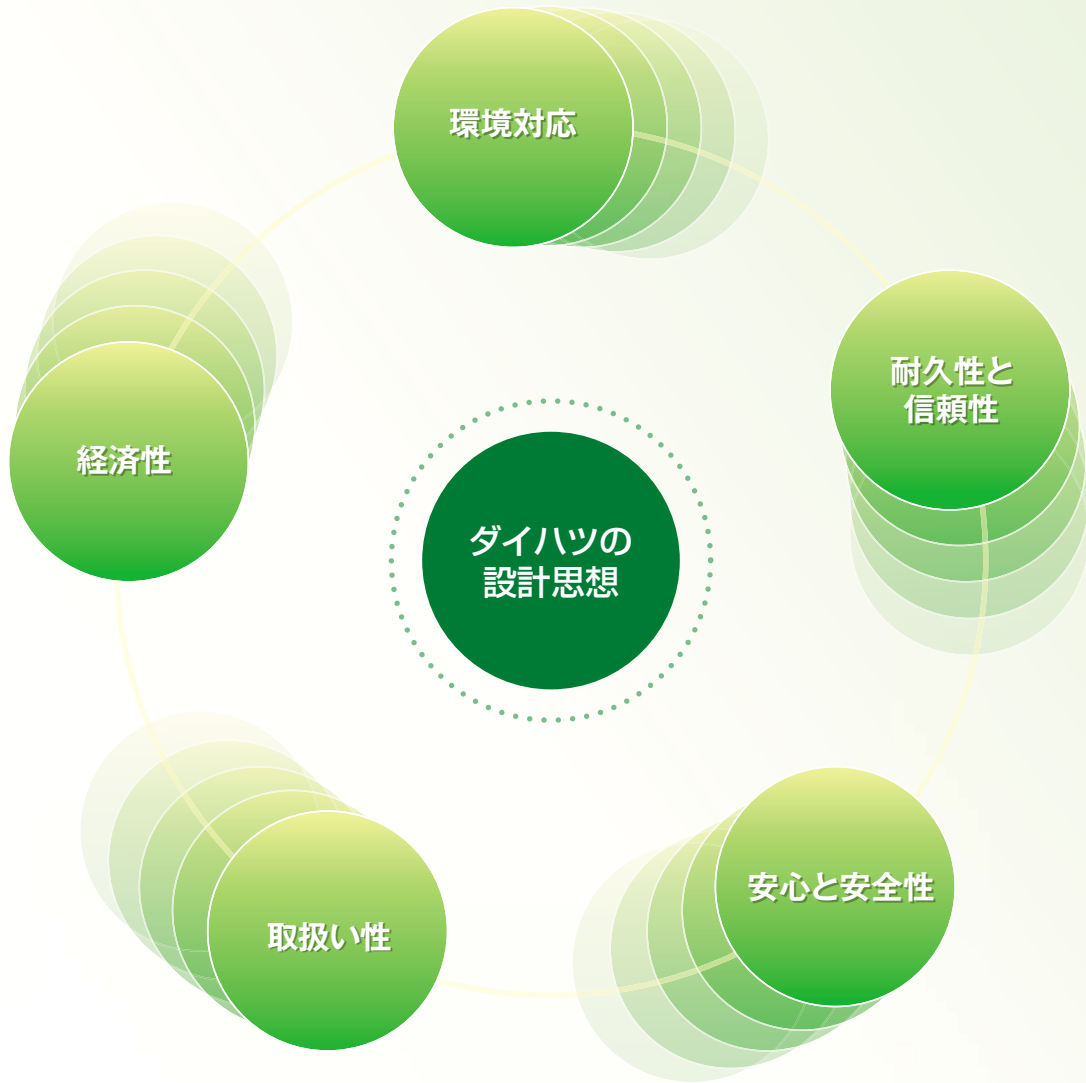 環境対応
耐久性と
信頼性
経済性
ダイハツの
設計思想
安心と安全性
取扱い性